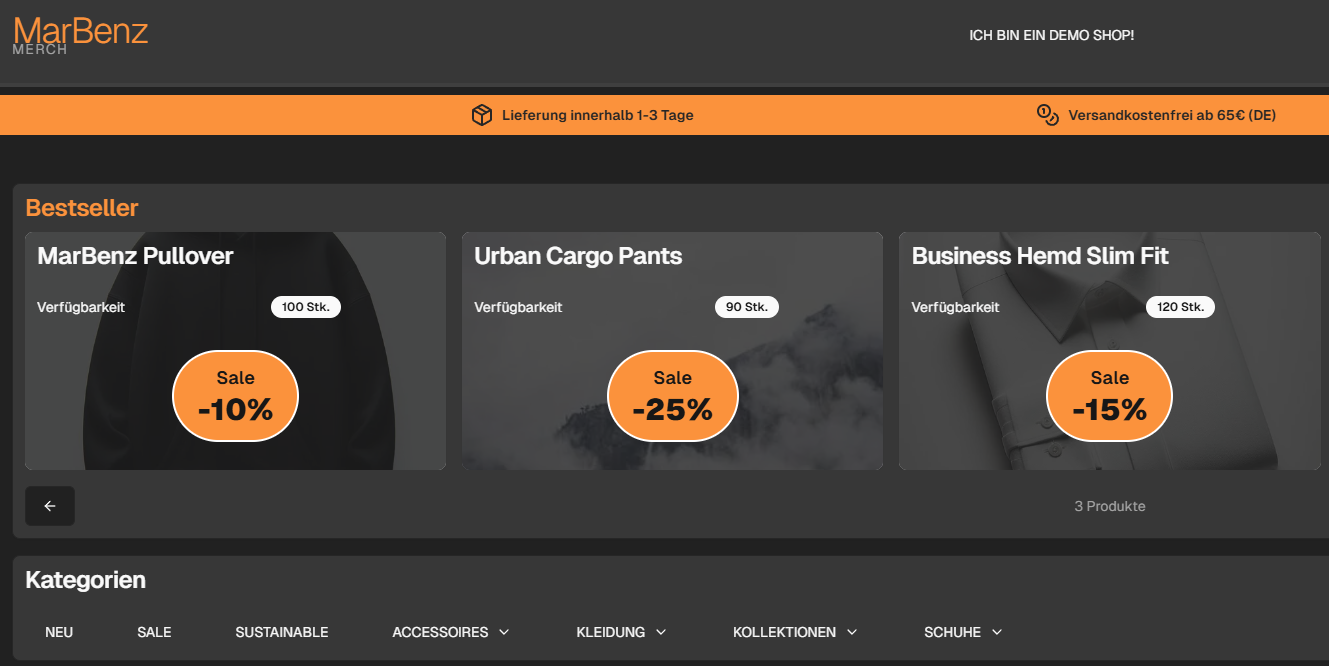 MarBenz
MERCH
ICH BIN EIN DEMO SHOP!
Lieferung innerhalb 1-3 Tage
Versandkostenfrei ab 65€ (DE)
Bestseller
MarBenz Pullover
Verfügbarkeit
100 Stk.
Sale
-10%
Urban Cargo Pants
Verfügbarkeit
90 Stk.
Sale
-25%
Business Hemd Slim Fit
Verfügbarkeit
120 Stk.
Sale
-15%
3 Produkte
Kategorien
NEU
SALE
SUSTAINABLE
ACCESSOIRES
KLEIDUNG
KOLLEKTIONEN
SCHUHE